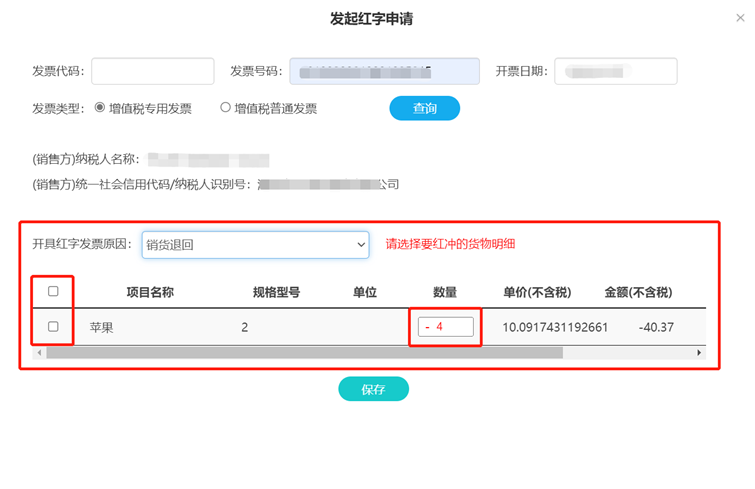 发起红字申请 ×
发票代码： 发票号码： 开票日期：
发票类型： 增值税专用发票 增值税普通发票 查询
(销售方)纳税人名称：
(销售方)统一社会信用代码/纳税人识别号： 公司
开具红字发票原因： 销货退回 请选择要红冲的货物明细
项目名称 规格型号 单位 数量 单价(不含税) 金额(不含税)
苹果 2 - 4 10.0917431192661 -40.37
保存